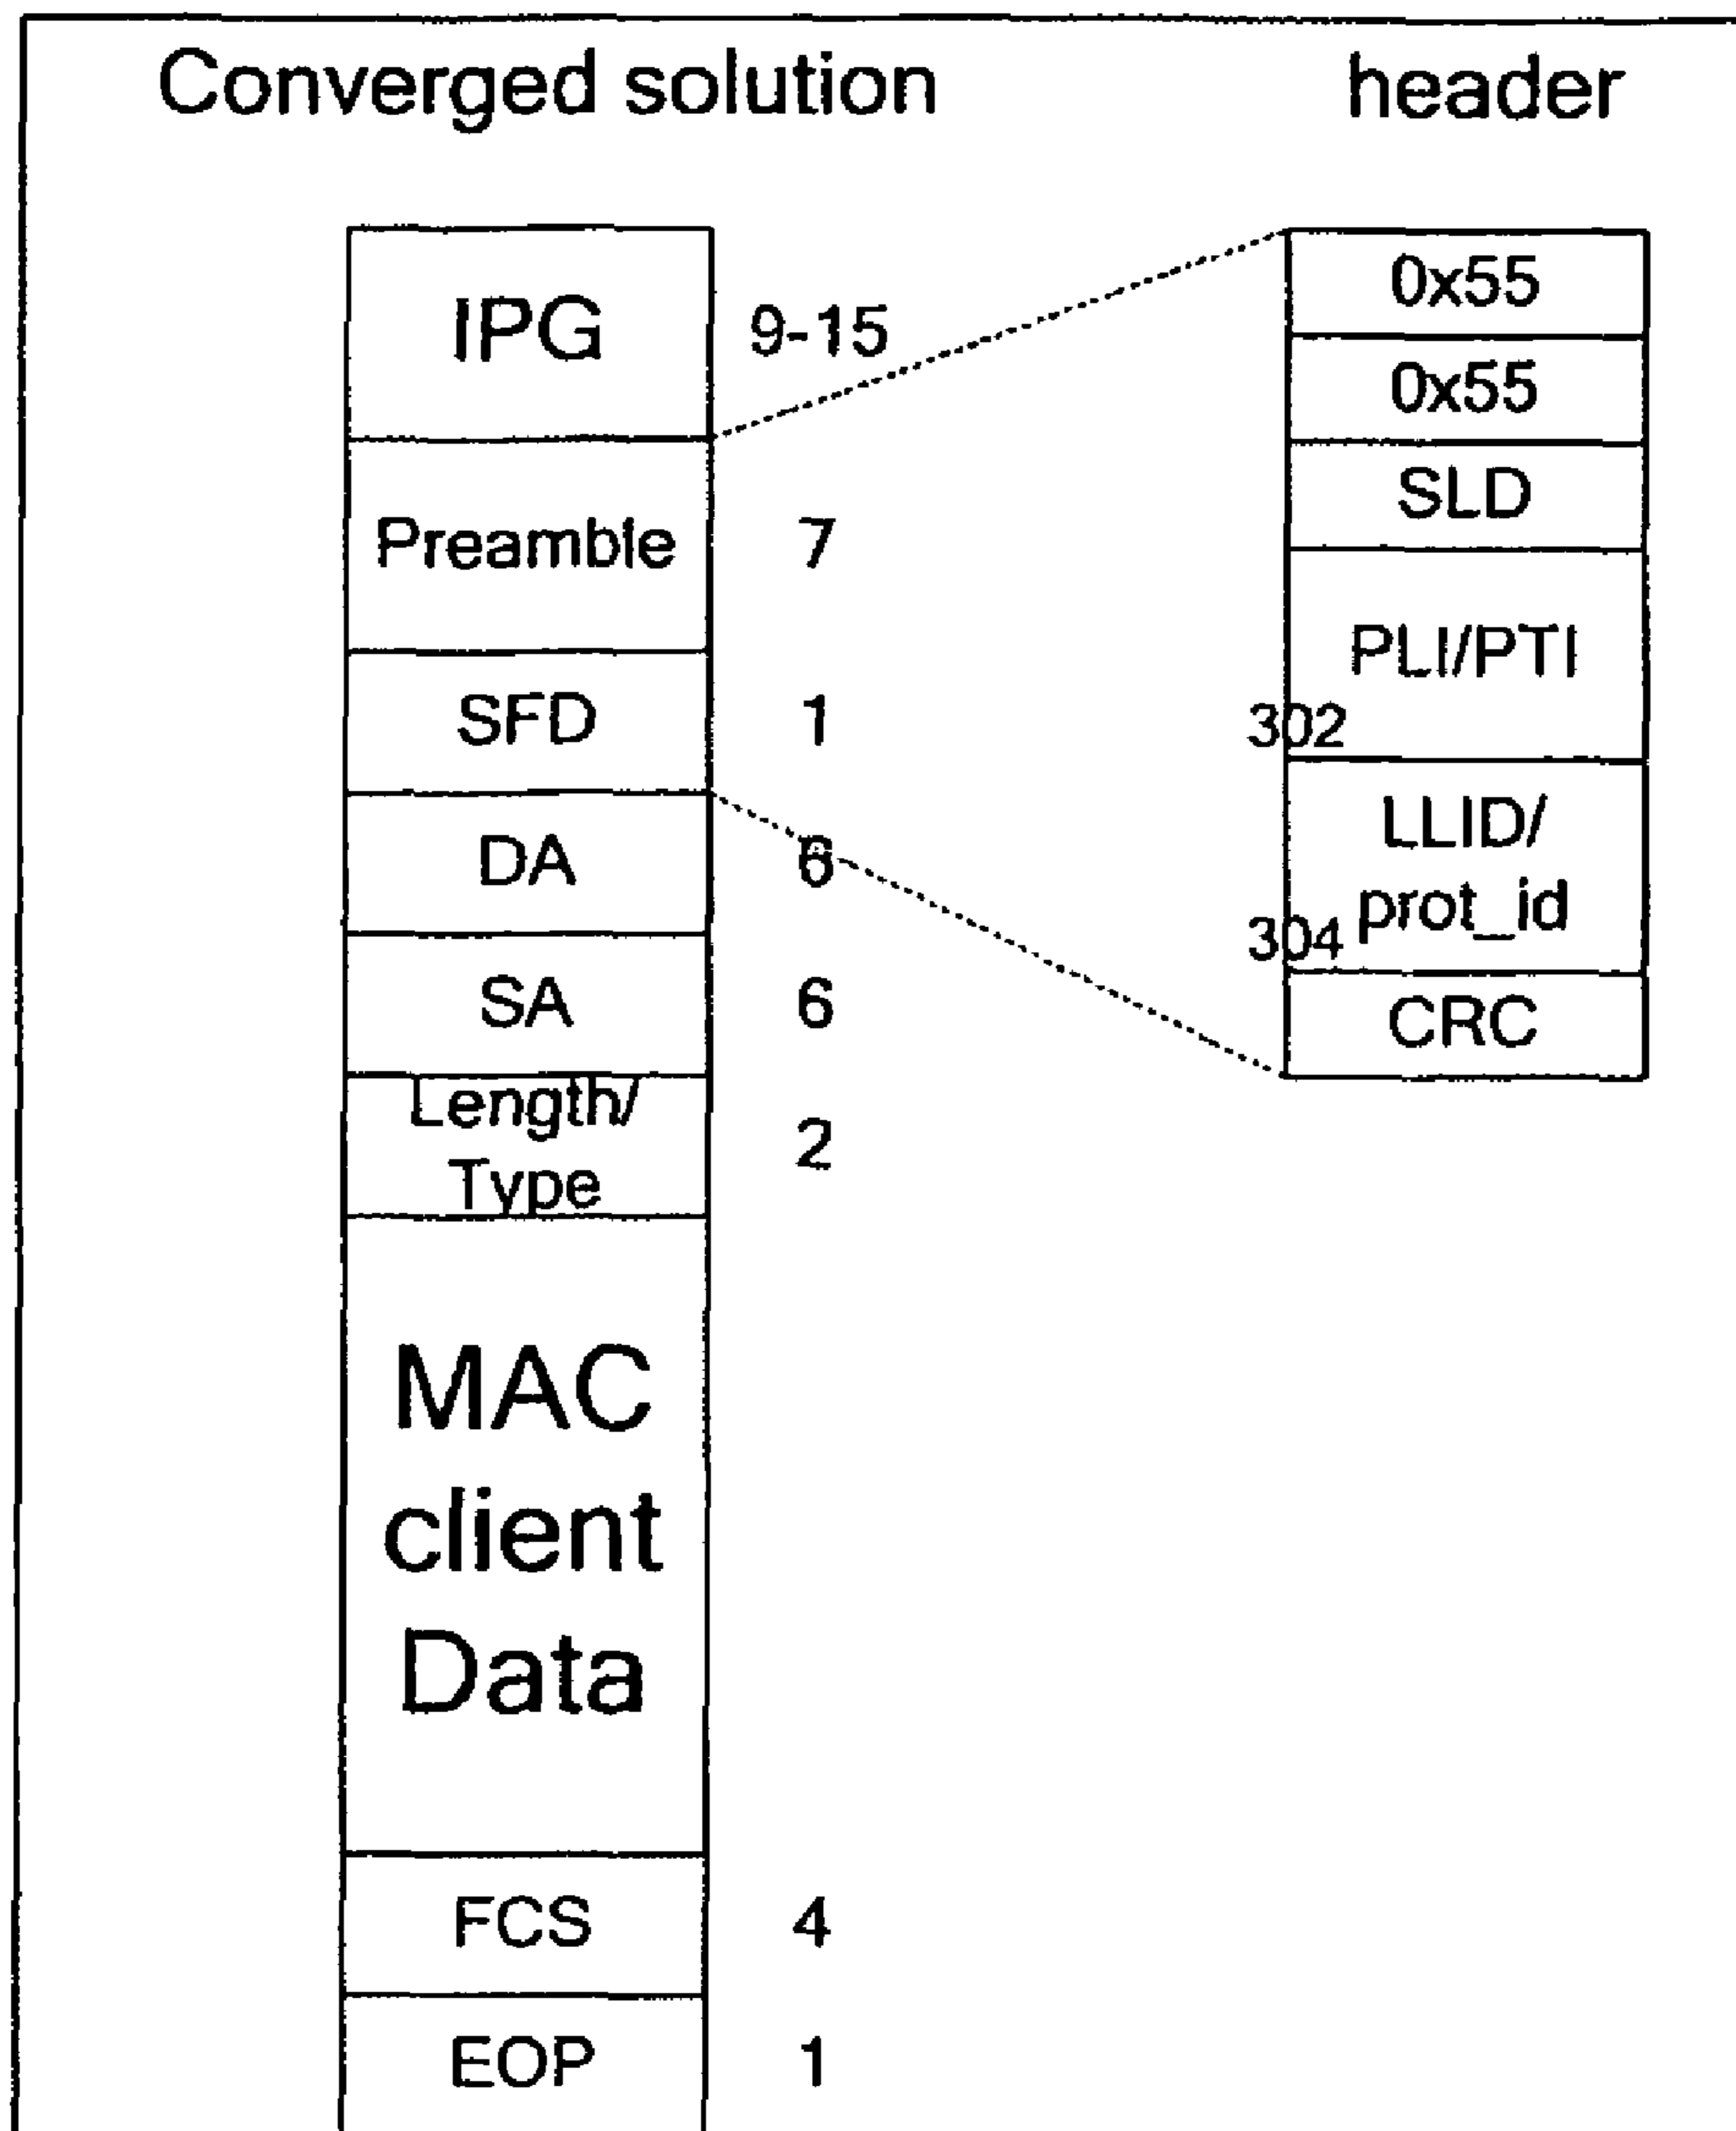 Converged solution
header
IPG
9-15
Preamble
7
SFD
1
DA
6
SA
6
Length/
Type
2
MAC
client
Data
FCS
4
EOP
1
0x55
0x55
SLD
PLI/PTI
302
LLID/
prot_id
304
CRC